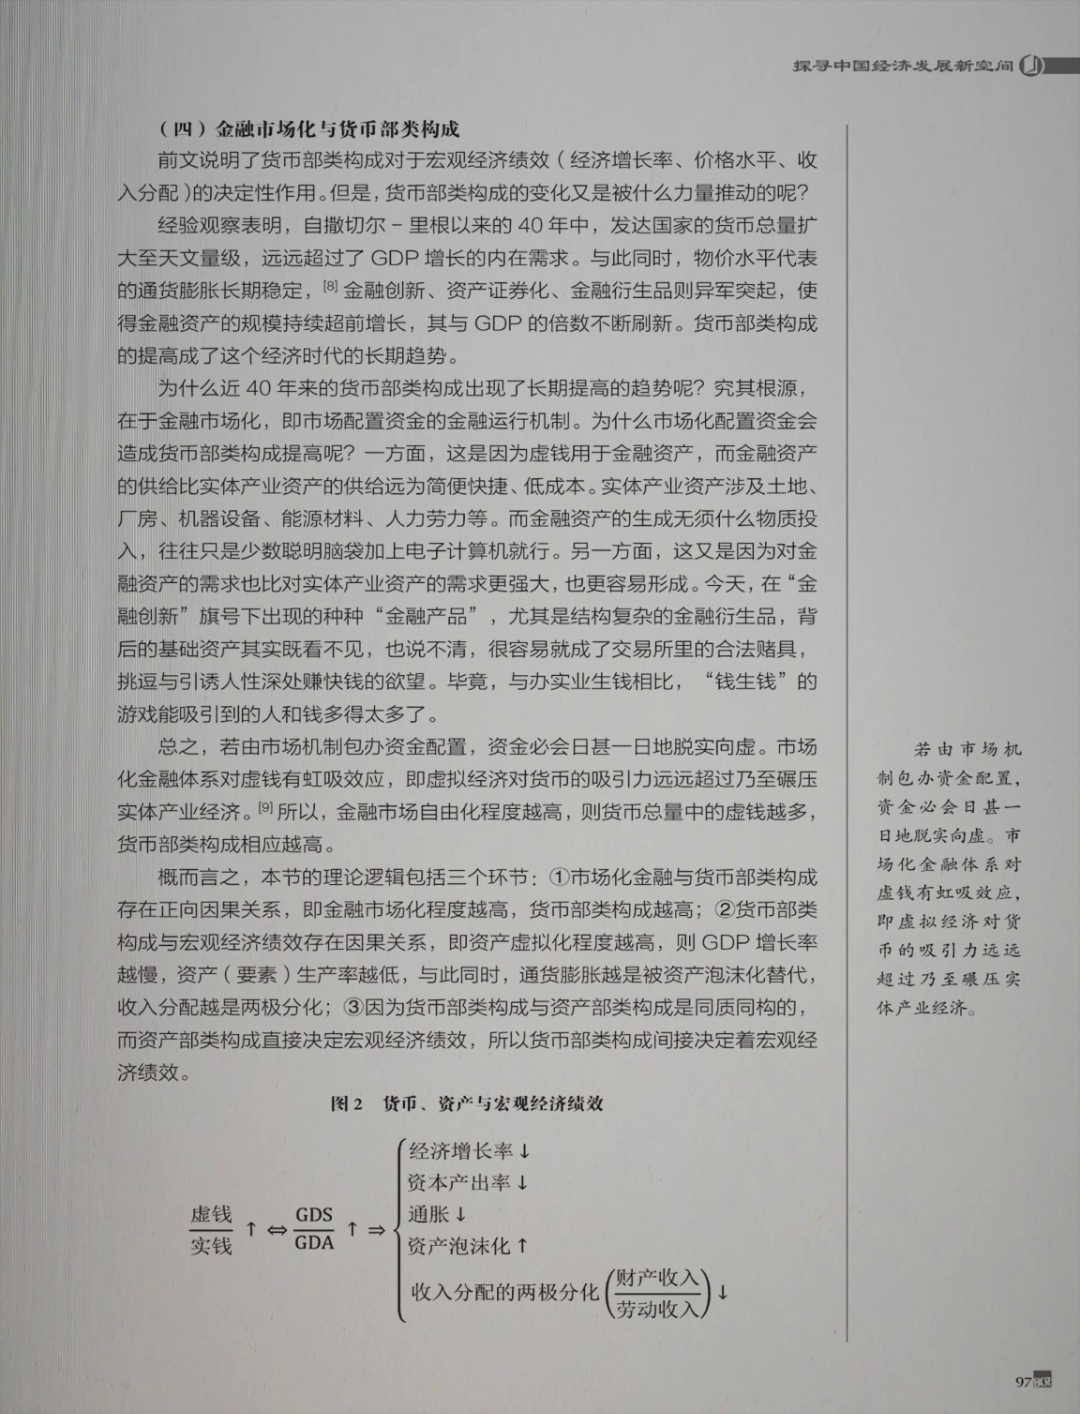 探寻中国经济发展新空间
（四）金融市场化与货币部类构成
前文说明了货币部类构成对于宏观经济绩效（经济增长率、价格水平、收
入分配）的决定性作用。但是，货币部类构成的变化又是被什么力量推动的呢？
经验观察表明，自撒切尔－里根以来的 40 年中，发达国家的货币总量扩
大至天文量级，远远超过了 GDP 增长的内在需求。与此同时，物价水平代表
的通货膨胀长期稳定，[8] 金融创新、资产证券化、金融衍生品则异军突起，使
得金融资产的规模持续超前增长，其与 GDP 的倍数不断刷新。货币部类构成
的提高成了这个经济时代的长期趋势。
为什么近 40 年来的货币部类构成出现了长期提高的趋势呢？究其根源，
在于金融市场化，即市场配置资金的金融运行机制。为什么市场化配置资金会
造成货币部类构成提高呢？一方面，这是因为虚钱用于金融资产，而金融资产
的供给比实体产业资产的供给远为简便快捷、低成本。实体产业资产涉及土地、
厂房、机器设备、能源材料、人力劳力等。而金融资产的生成无须什么物质投
入，往往只是少数聪明脑袋加上电子计算机就行。另一方面，这又是因为对金
融资产的需求也比对实体产业资产的需求更强大，也更容易形成。今天，在“金
融创新”旗号下出现的种种“金融产品”，尤其是结构复杂的金融衍生品，背
后的基础资产其实既看不见，也说不清，很容易就成了交易所里的合法赌具，
挑逗与引诱人性深处赚快钱的欲望。毕竟，与办实业生钱相比，“钱生钱”的
游戏能吸引到的人和钱多得太多了。
总之，若由市场机制包办资金配置，资金必会日甚一日地脱实向虚。市场
化金融体系对虚钱有虹吸效应，即虚拟经济对货币的吸引力远远超过乃至碾压
实体产业经济。[9] 所以，金融市场自由化程度越高，则货币总量中的虚钱越多，
货币部类构成相应越高。
概而言之，本节的理论逻辑包括三个环节：①市场化金融与货币部类构成
存在正向因果关系，即金融市场化程度越高，货币部类构成越高；②货币部类
构成与宏观经济绩效存在因果关系，即资产虚拟化程度越高，则 GDP 增长率
越慢，资产（要素）生产率越低，与此同时，通货膨胀越是被资产泡沫化替代，
收入分配越是两极分化；③因为货币部类构成与资产部类构成是同质同构的，
而资产部类构成直接决定宏观经济绩效，所以货币部类构成间接决定着宏观经
济绩效。
若由市场机
制包办资金配置，
资金必会日甚一
日地脱实向虚。市
场化金融体系对
虚钱有虹吸效应，
即虚拟经济对货
币的吸引力远远
超过乃至碾压实
体产业经济。
图 2 货币、资产与宏观经济绩效
虚钱
实钱
↑ ⇔
GDS
GDA
↑ ⇒
经济增长率↓
资本产出率↓
通胀↓
资产泡沫化↑
收入分配的两极分化（财产收入
劳动收入）↓
97